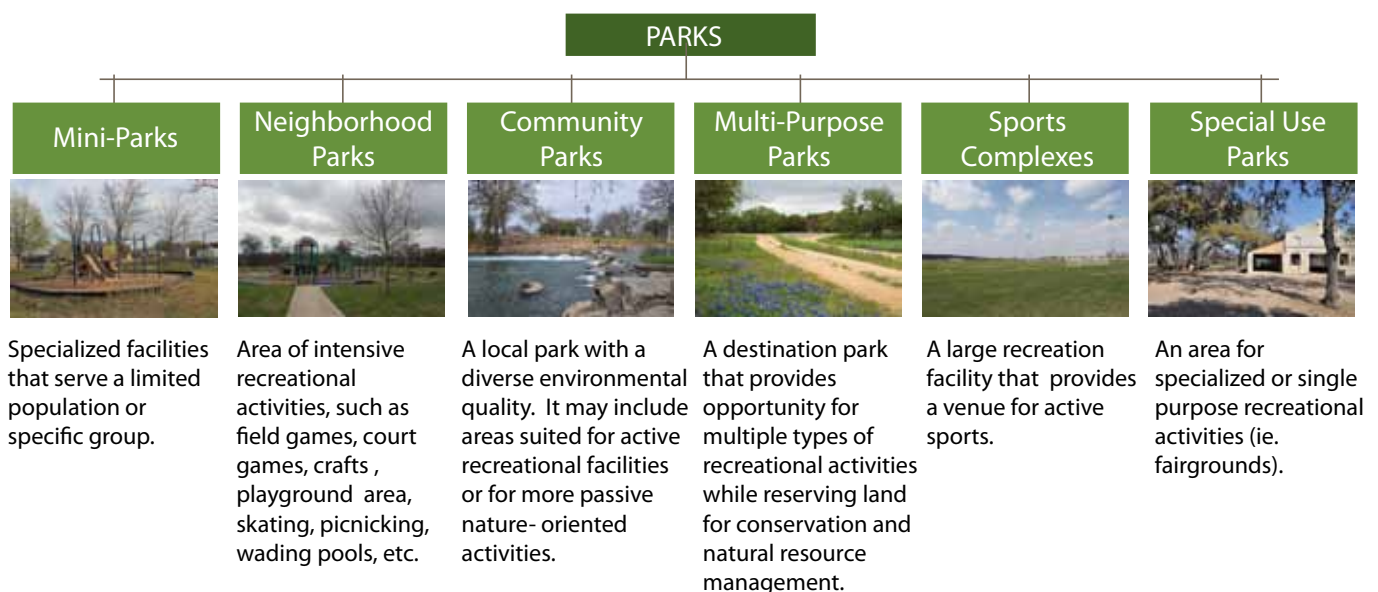 PARKS
Mini-Parks
Neighborhood
Parks
Community
Parks
Multi-Purpose
Parks
Sports
Complexes
Special Use
Parks
Specialized facilities
that serve a limited
population or
specific group.
Area of intensive
recreational
activities, such as
field games, court
games, crafts ,
playground  area,
skating, picnicking,
wading pools, etc.
A local park with a
diverse environmental
quality.  It may include
areas suited for active
recreational facilities
or for more passive
nature- oriented
activities.
A destination park
that provides
opportunity for
multiple types of
recreational activities
while reserving land
for conservation and
natural resource
management.
A large recreation
facility that  provides
a venue for active
sports.
An area for
specialized or single
purpose recreational
activities (ie.
fairgrounds).